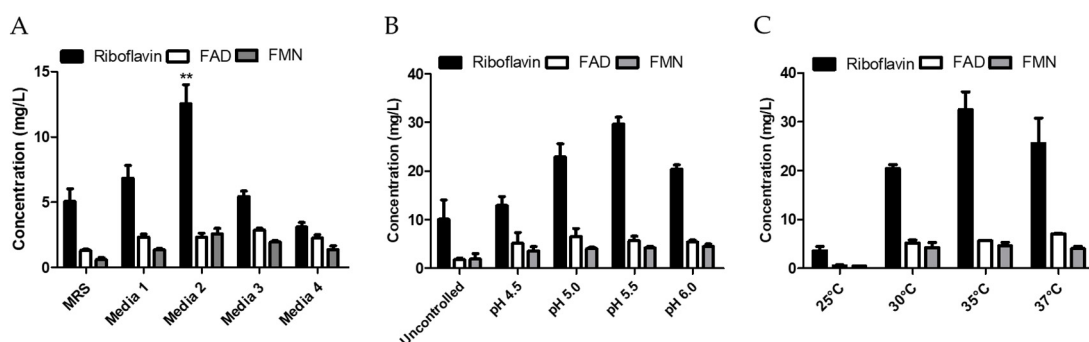 A
Riboflavin FAD FMN
Concentration (mg/L)
15
10
5
0
**
MRS
Media 1
Media 2
Media 3
Media 4
B
Riboflavin FAD FMN
Concentration (mg/L)
40
30
20
10
0
Uncontrolled
pH 4.5
pH 5.0
pH 5.5
pH 6.0
C
Riboflavin FAD FMN
Concentration (mg/L)
40
30
20
10
0
25°C
30°C
35°C
37°C